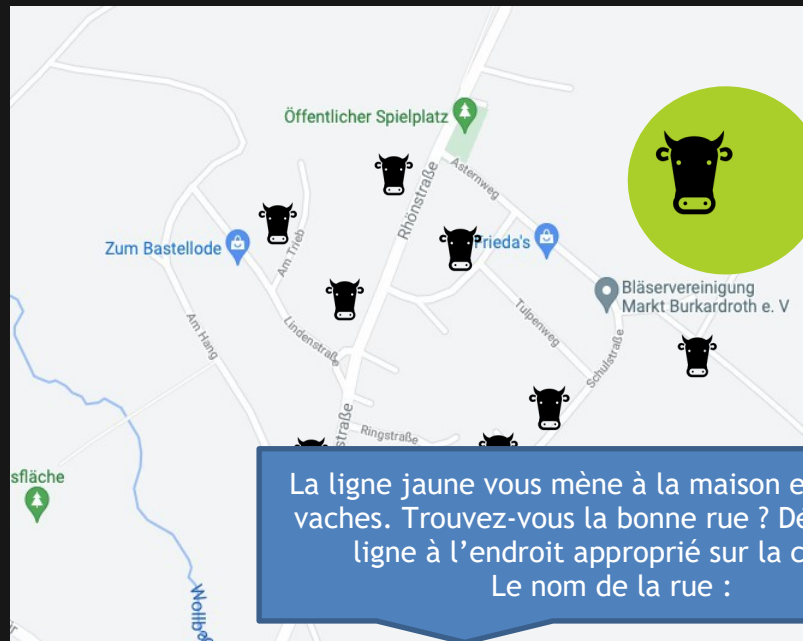 Öffentlicher Spielplatz
Asternweg
Rhönstraße
Zum Bastellode
Am Trieb
Frieda's
Bläservereinigung
Markt Burkardroth e. V
Lindenstraße
Tulpenweg
Am Hang
Schulstraße
straße
Ringstraße
sfläche
La ligne jaune vous mène à la maison e
vaches. Trouvez-vous la bonne rue ? De
ligne à l'endroit approprié sur la c
Le nom de la rue :